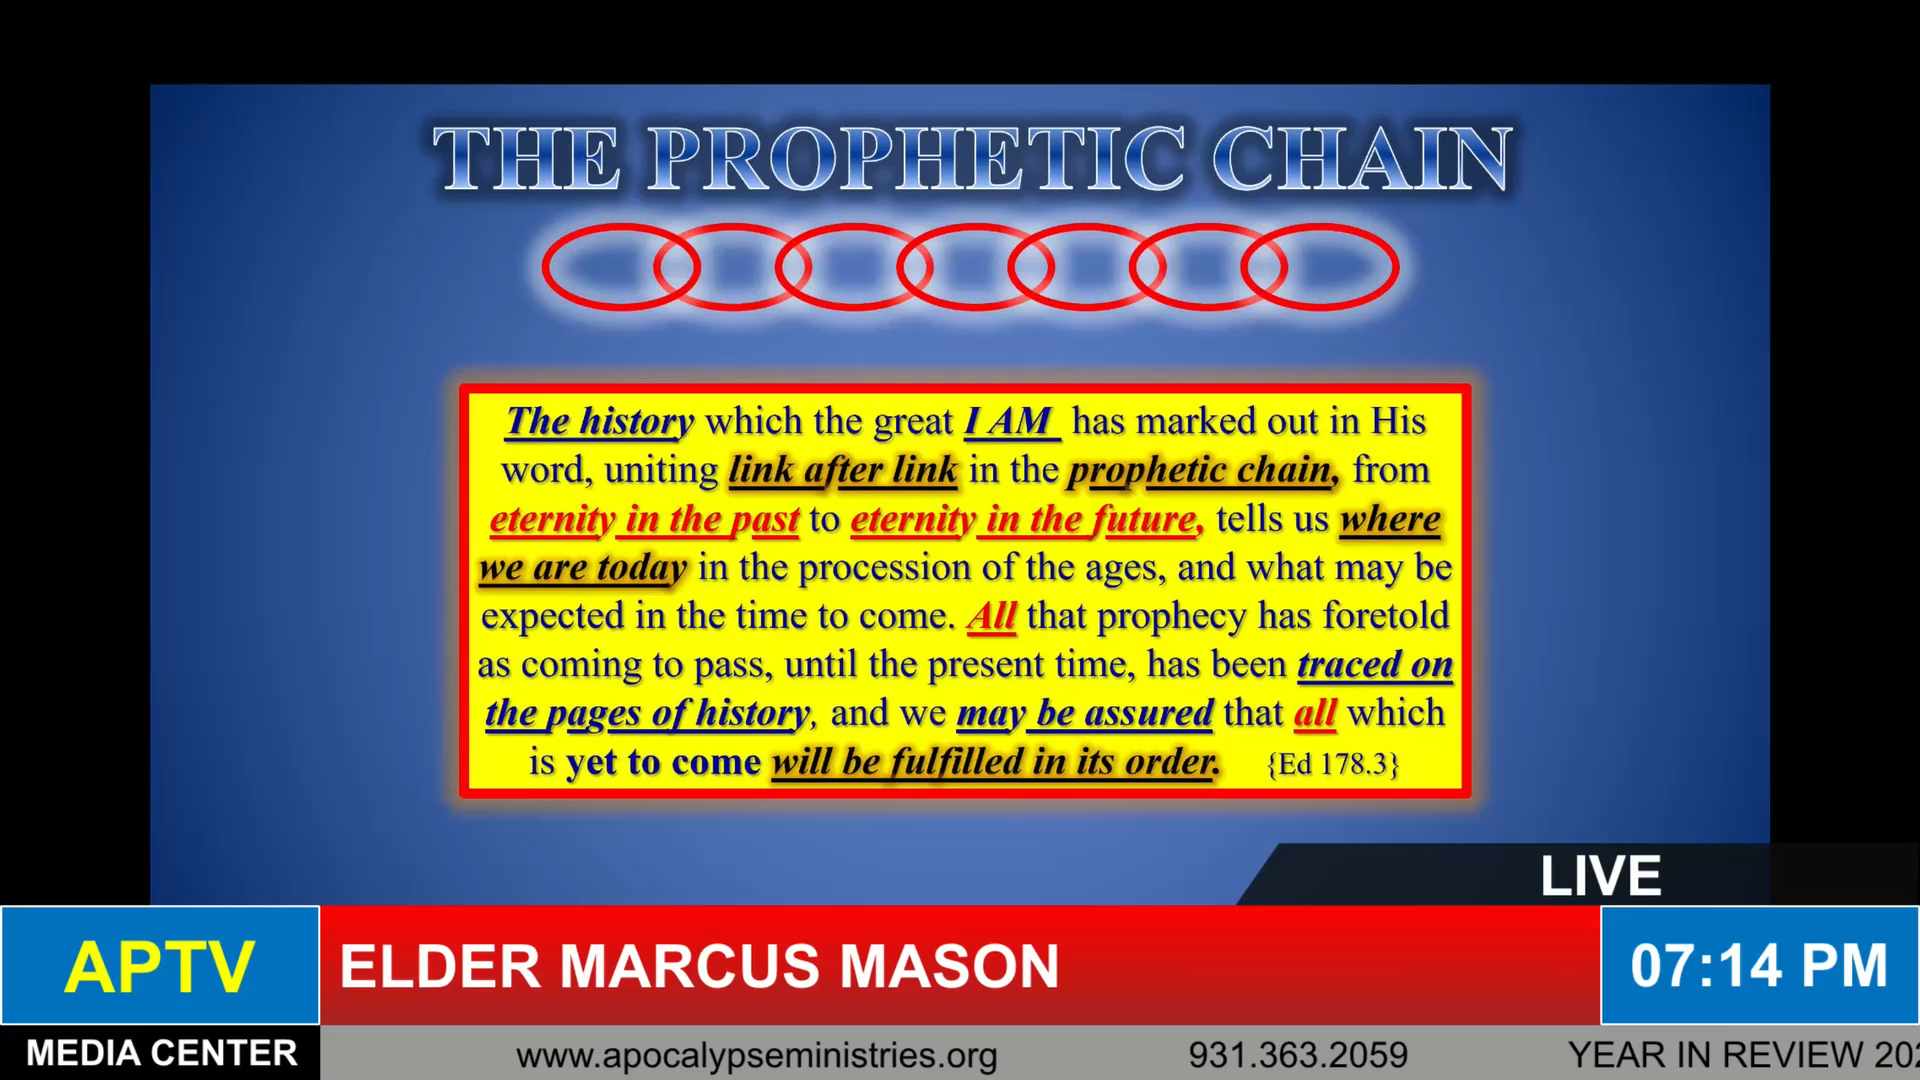 THE PROPHETIC CHAIN
The history which the great I AM has marked out in His
word, uniting link after link in the prophetic chain, from
eternity in the past to eternity in the future, tells us where
we are today in the procession of the ages, and what may be
expected in the time to come. All that prophecy has foretold
as coming to pass, until the present time, has been traced on
the pages of history, and we may be assured that all which
is yet to come will be fulfilled in its order. {Ed 178.3}
LIVE
APTV
ELDER MARCUS MASON
07:14 PM
MEDIA CENTER
www.apocalypseministries.org 931.363.2059 YEAR IN REVIEW